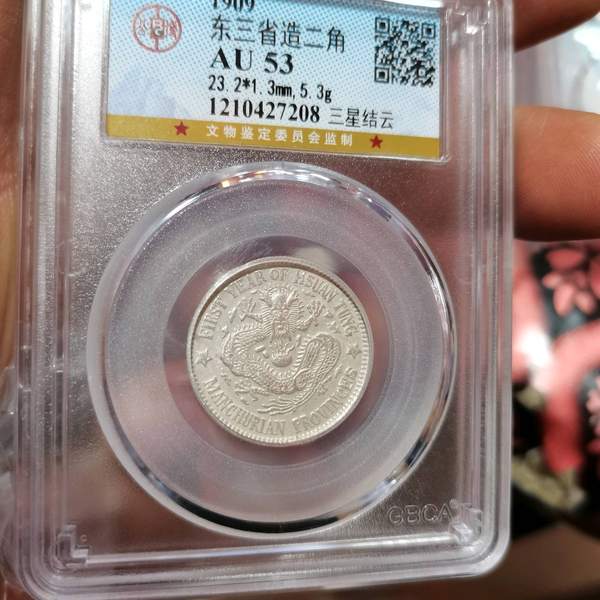 1909
东三省造二角
AU 53
23.2*1.3mm,5.3g
1210427208 三星结云
★ 文物鉴定委员会监制 ★
FIRST YEAR OF HSUAN TUNG
MANCHURIAN PROVINCES
GBCA